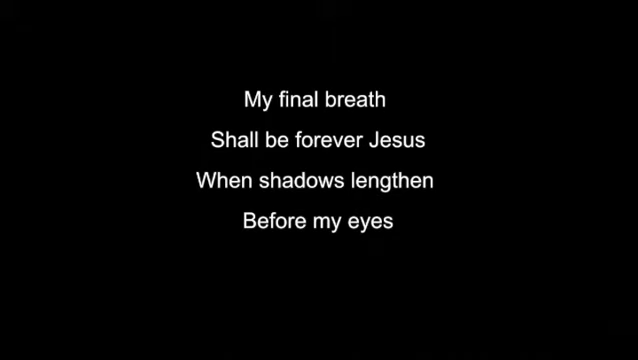 My final breath
Shall be forever Jesus
When shadows lengthen
Before my eyes